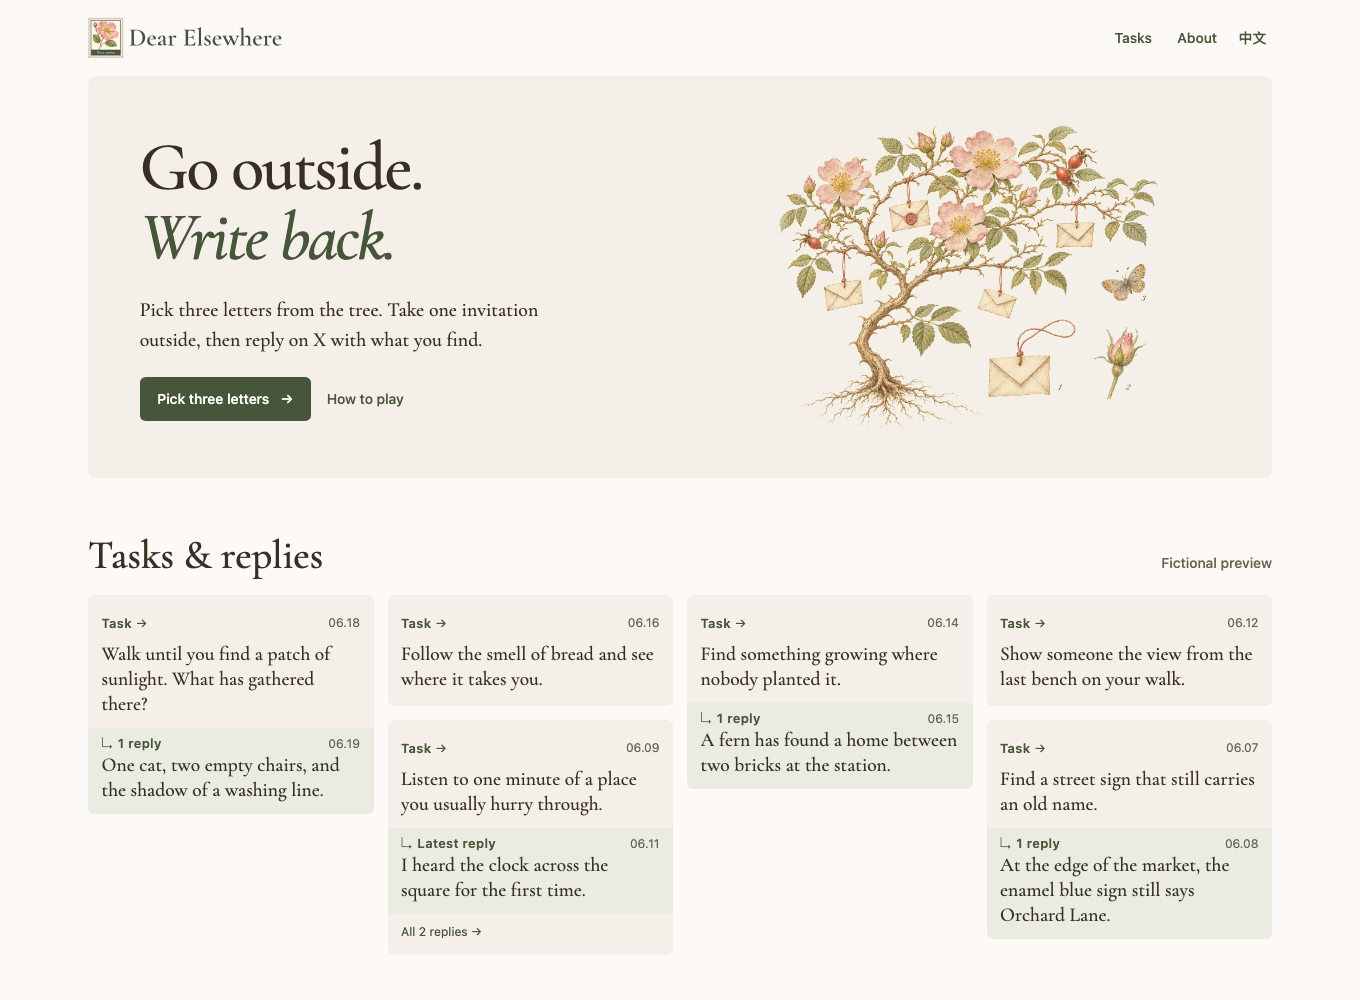 Dear Elsewhere
Tasks
About
中文
Go outside.
Write back.
Pick three letters from the tree. Take one invitation
outside, then reply on X with what you find.
Pick three letters →
How to play
1
2
3
Tasks & replies
Fictional preview
Task → 06.18
Walk until you find a patch of
sunlight. What has gathered
there?
1 reply 06.19
One cat, two empty chairs, and
the shadow of a washing line.
Task → 06.16
Follow the smell of bread and see
where it takes you.
Task → 06.09
Listen to one minute of a place
you usually hurry through.
Latest reply 06.11
I heard the clock across the
square for the first time.
All 2 replies →
Task → 06.14
Find something growing where
nobody planted it.
1 reply 06.15
A fern has found a home between
two bricks at the station.
Task → 06.12
Show someone the view from the
last bench on your walk.
Task → 06.07
Find a street sign that still carries
an old name.
1 reply 06.08
At the edge of the market, the
enamel blue sign still says
Orchard Lane.